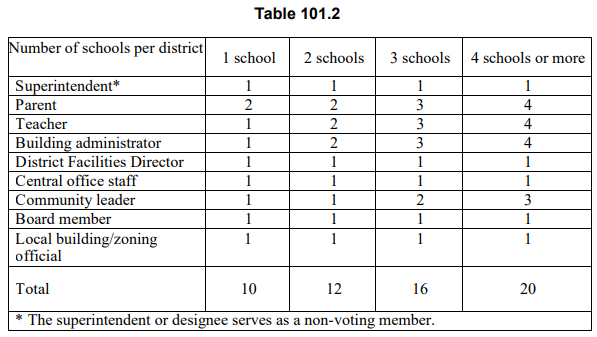 Table 101.2
Number of schools per district 1 school 2 schools 3 schools 4 schools or more
Superintendent* 1 1 1 1
Parent 2 2 3 4
Teacher 1 2 3 4
Building administrator 1 2 3 4
District Facilities Director 1 1 1 1
Central office staff 1 1 1 1
Community leader 1 1 2 3
Board member 1 1 1 1
Local building/zoning
official 1 1 1 1
Total 10 12 16 20
* The superintendent or designee serves as a non-voting member.